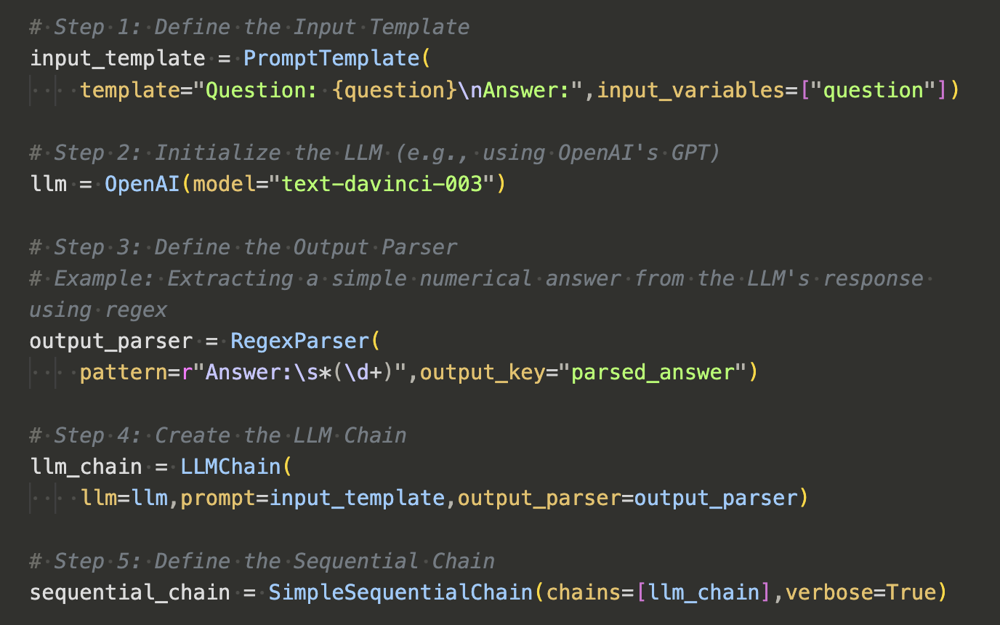 # Step 1: Define the Input Template
input_template = PromptTemplate(
    template="Question: {question}\nAnswer:",input_variables=["question"])

# Step 2: Initialize the LLM (e.g., using OpenAI's GPT)
llm = OpenAI(model="text-davinci-003")

# Step 3: Define the Output Parser
# Example: Extracting a simple numerical answer from the LLM's response
using regex
output_parser = RegexParser(
    pattern=r"Answer:\s*(\d+)",output_key="parsed_answer")

# Step 4: Create the LLM Chain
llm_chain = LLMChain(
    llm=llm,prompt=input_template,output_parser=output_parser)

# Step 5: Define the Sequential Chain
sequential_chain = SimpleSequentialChain(chains=[llm_chain],verbose=True)